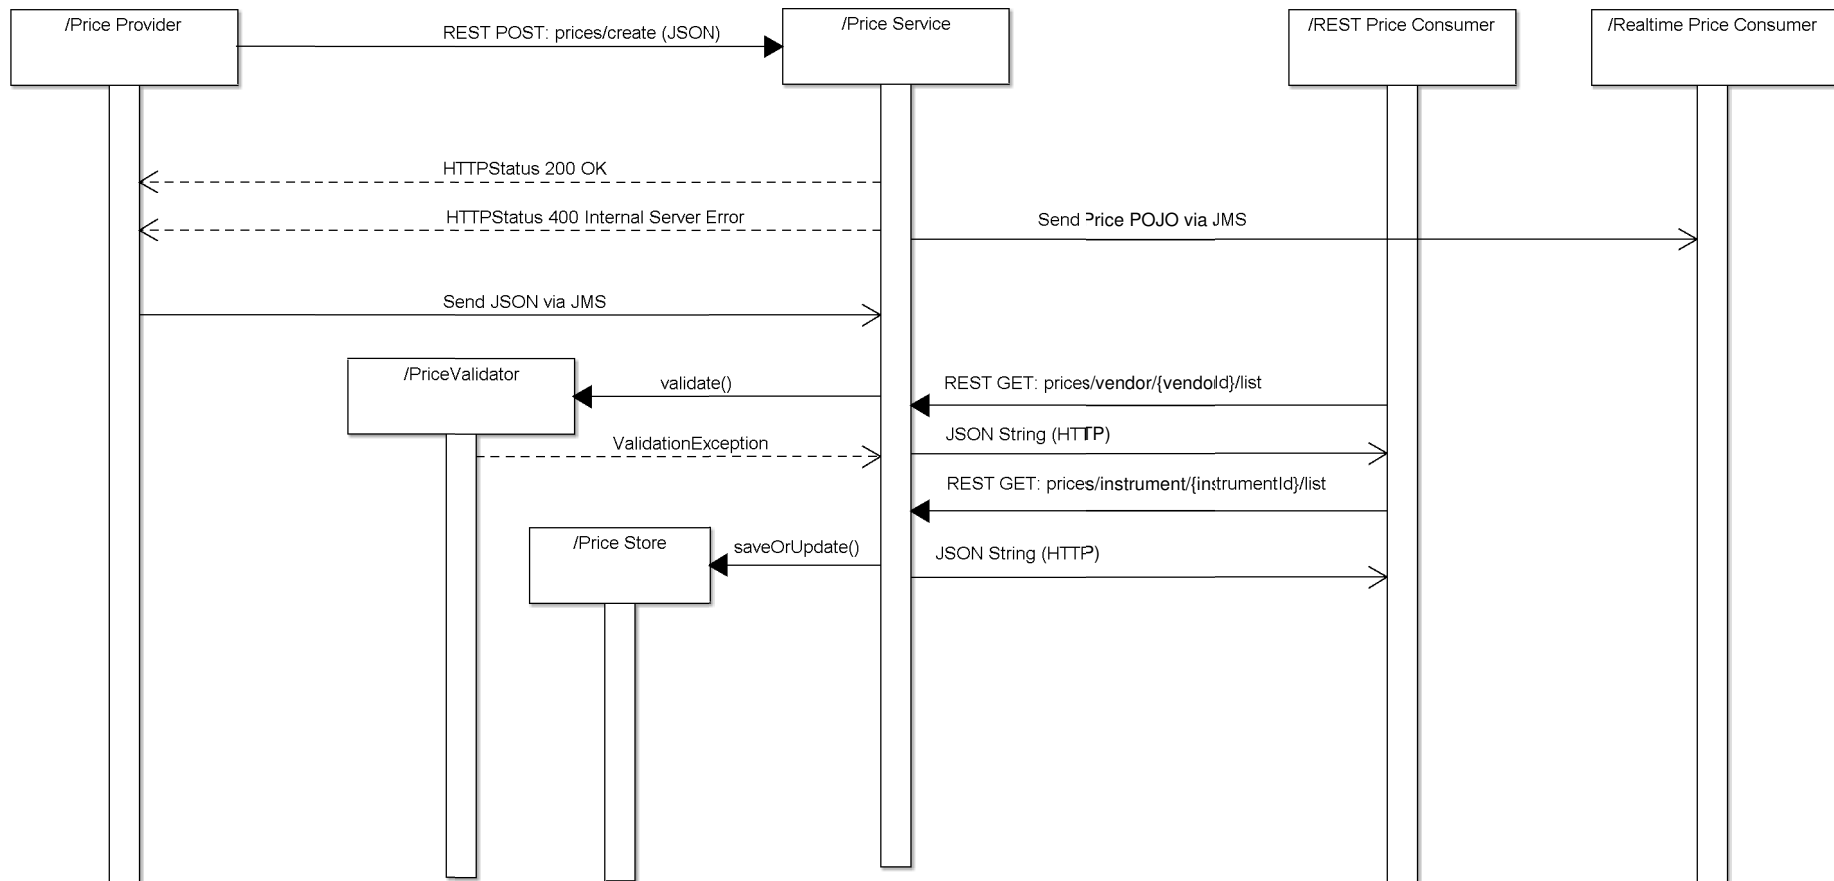 /Price Provider
REST POST: prices/create (JSON)
/Price Service
/REST Price Consumer
/Realtime Price Consumer
HTTPStatus 200 OK
HTTPStatus 400 Internal Server Error
Send Price POJO via JMS
Send JSON via JMS
/PriceValidator
validate()
REST GET: prices/vendor/{vendorId}/list
ValidationException
JSON String (HTTP)
REST GET: prices/instrument/{instrumentId}/list
/Price Store
saveOrUpdate()
JSON String (HTTP)